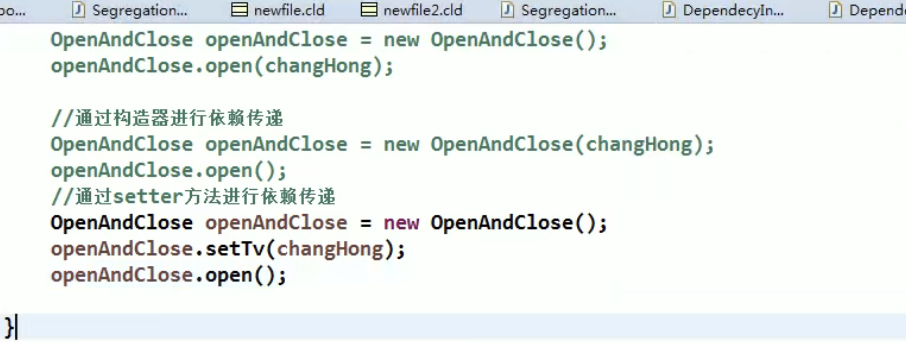 Segregation...
newfile.cld
newfile2.cld
Segregation...
DependecyIn...
OpenAndClose openAndClose = new OpenAndClose();
openAndClose.open(changHong);
//通过构造器进行依赖传递
OpenAndClose openAndClose = new OpenAndClose(changHong);
openAndClose.open();
//通过setter方法进行依赖传递
OpenAndClose openAndClose = new OpenAndClose();
openAndClose.setTv(changHong);
openAndClose.open();
}